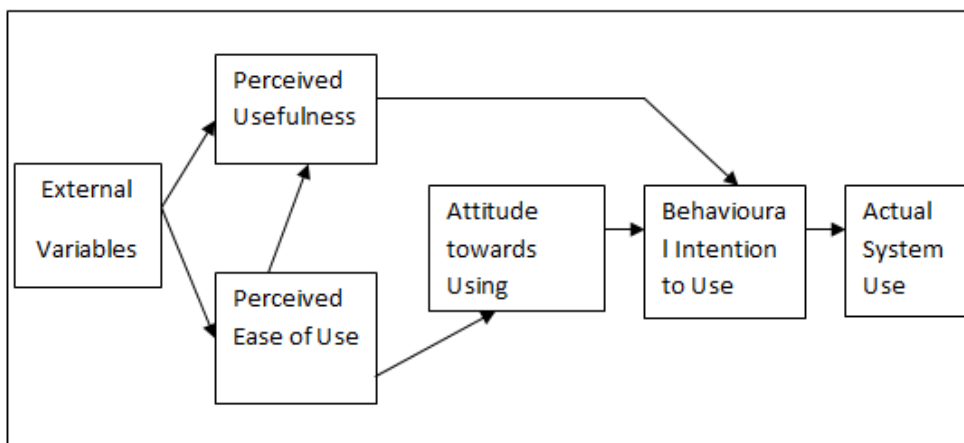 External
Variables
Perceived
Usefulness
Perceived
Ease of Use
Attitude
towards
Using
Behavioura
l Intention
to Use
Actual
System
Use